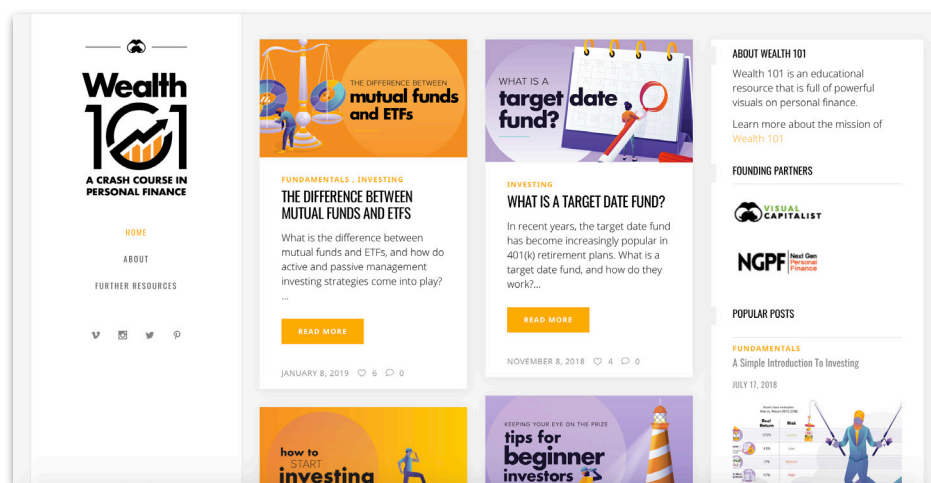 Wealth
101
A CRASH COURSE IN
PERSONAL FINANCE
HOME
ABOUT
FURTHER RESOURCES
THE DIFFERENCE BETWEEN
mutual funds
and ETFs
FUNDAMENTALS , INVESTING
THE DIFFERENCE BETWEEN
MUTUAL FUNDS AND ETFS
What is the difference between
mutual funds and ETFs, and how do
active and passive management
investing strategies come into play?
...
READ MORE
JANUARY 8, 2019 6 0
how to
START
investing
WHAT IS A
target date
fund?
INVESTING
WHAT IS A TARGET DATE FUND?
In recent years, the target date fund
has become increasingly popular in
401(k) retirement plans. What is a
target date fund, and how do they
work?...
READ MORE
NOVEMBER 8, 2018 4 0
KEEPING YOUR EYE ON THE PRIZE
tips for
beginner
investors
ABOUT WEALTH 101
Wealth 101 is an educational
resource that is full of powerful
visuals on personal finance.
Learn more about the mission of
Wealth 101
FOUNDING PARTNERS
VISUAL
CAPITALIST
NGPF Next Gen
Personal
Finance
POPULAR POSTS
FUNDAMENTALS
A Simple Introduction To Investing
JULY 17, 2018
Real
Return
Risk
Low
High